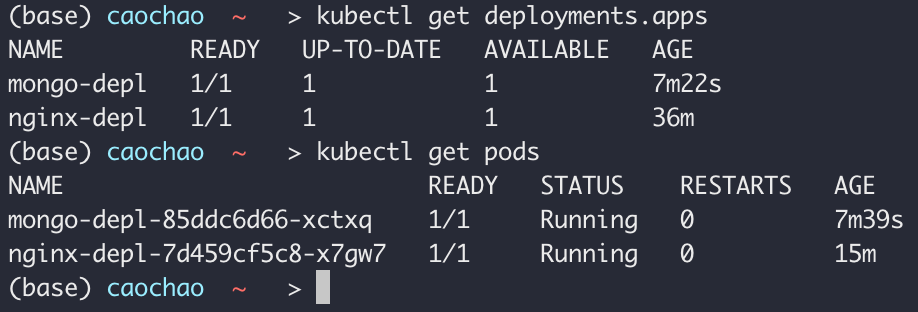 (base) caochao ~ > kubectl get deployments.apps
NAME READY UP-TO-DATE AVAILABLE AGE
mongo-depl 1/1 1 1 7m22s
nginx-depl 1/1 1 1 36m
(base) caochao ~ > kubectl get pods
NAME READY STATUS RESTARTS AGE
mongo-depl-85ddc6d66-xctxq 1/1 Running 0 7m39s
nginx-depl-7d459cf5c8-x7gw7 1/1 Running 0 15m
(base) caochao ~ >